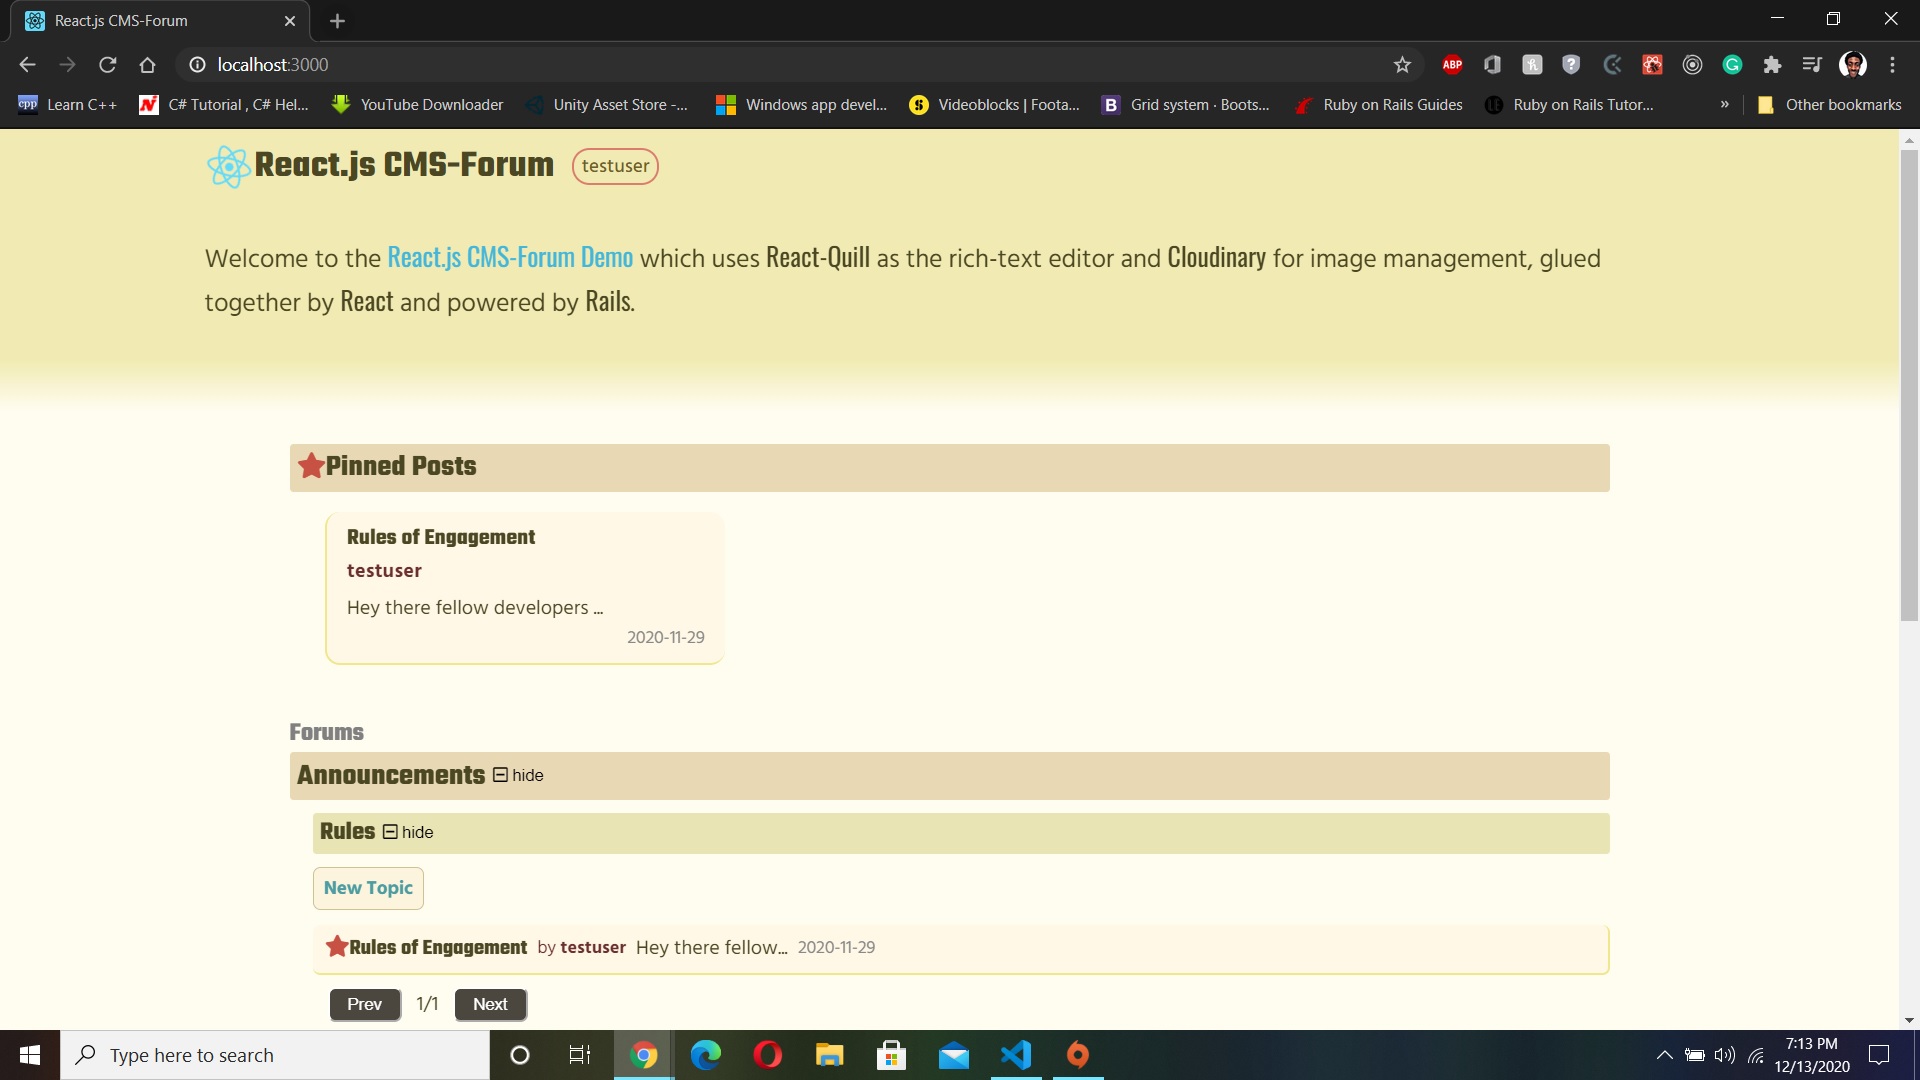 React.js CMS-Forum
localhost:3000
ABP
cpp Learn C++ C# Tutorial , C# Hel... YouTube Downloader Unity Asset Store -... Windows app devel... Videoblocks | Foota... B Grid system · Boots... Ruby on Rails Guides Ruby on Rails Tutor... » Other bookmarks
React.js CMS-Forum testuser
Welcome to the React.js CMS-Forum Demo which uses React-Quill as the rich-text editor and Cloudinary for image management, glued
together by React and powered by Rails.
Pinned Posts
Rules of Engagement
testuser
Hey there fellow developers ...
2020-11-29
Forums
Announcements hide
Rules hide
New Topic
Rules of Engagement by testuser Hey there fellow... 2020-11-29
Prev 1/1 Next
Type here to search
7:13 PM
12/13/2020